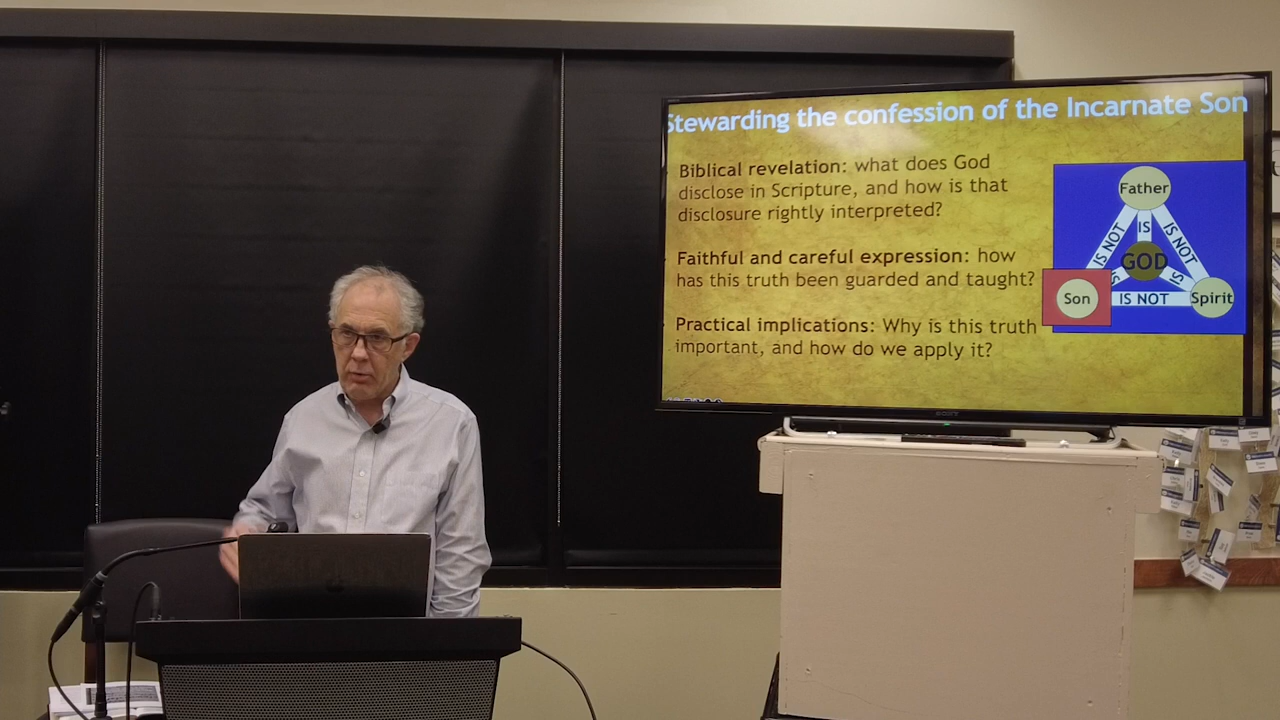 Stewarding the confession of the Incarnate Son
Biblical revelation: what does God
disclose in Scripture, and how is that
disclosure rightly interpreted?
Faithful and careful expression: how
has this truth been guarded and taught?
Practical implications: Why is this truth
important, and how do we apply it?
Father
IS NOT
IS
IS NOT
GOD
IS
IS
Son
IS NOT
Spirit
SONY